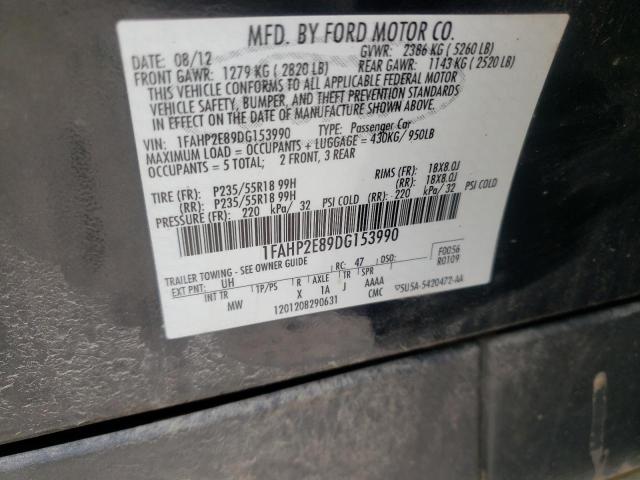 MFD. BY FORD MOTOR CO.
DATE: 08/12 GVWR: 2386 KG ( 5260 LB)
FRONT GAWR: 1279 KG ( 2820 LB) REAR GAWR: 1143 KG ( 2520 LB)
THIS VEHICLE CONFORMS TO ALL APPLICABLE FEDERAL MOTOR
VEHICLE SAFETY, BUMPER, AND THEFT PREVENTION STANDARDS
IN EFFECT ON THE DATE OF MANUFACTURE SHOWN ABOVE.
VIN: 1FAHP2E89DG153990 TYPE: Passenger Car
MAXIMUM LOAD = OCCUPANTS + LUGGAGE = 430KG/ 950LB
OCCUPANTS = 5 TOTAL; 2 FRONT, 3 REAR
TIRE (FR): P235/55R18 99H RIMS (FR): 18X8.0J
(RR): P235/55R18 99H (RR): 18X8.0J
PRESSURE (FR): 220 kPa/ 32 PSI COLD (RR): 220 kPa/ 32 PSI COLD
1FAHP2E89DG153990
TRAILER TOWING - SEE OWNER GUIDE
EXT PNT: UH RC: 47 DSO: F0056
INT TR TP/PS R AXLE TR SPR R0109
MW X 1A J AAAA
1201208290631 CMC ▽SU5A-5420472-AA